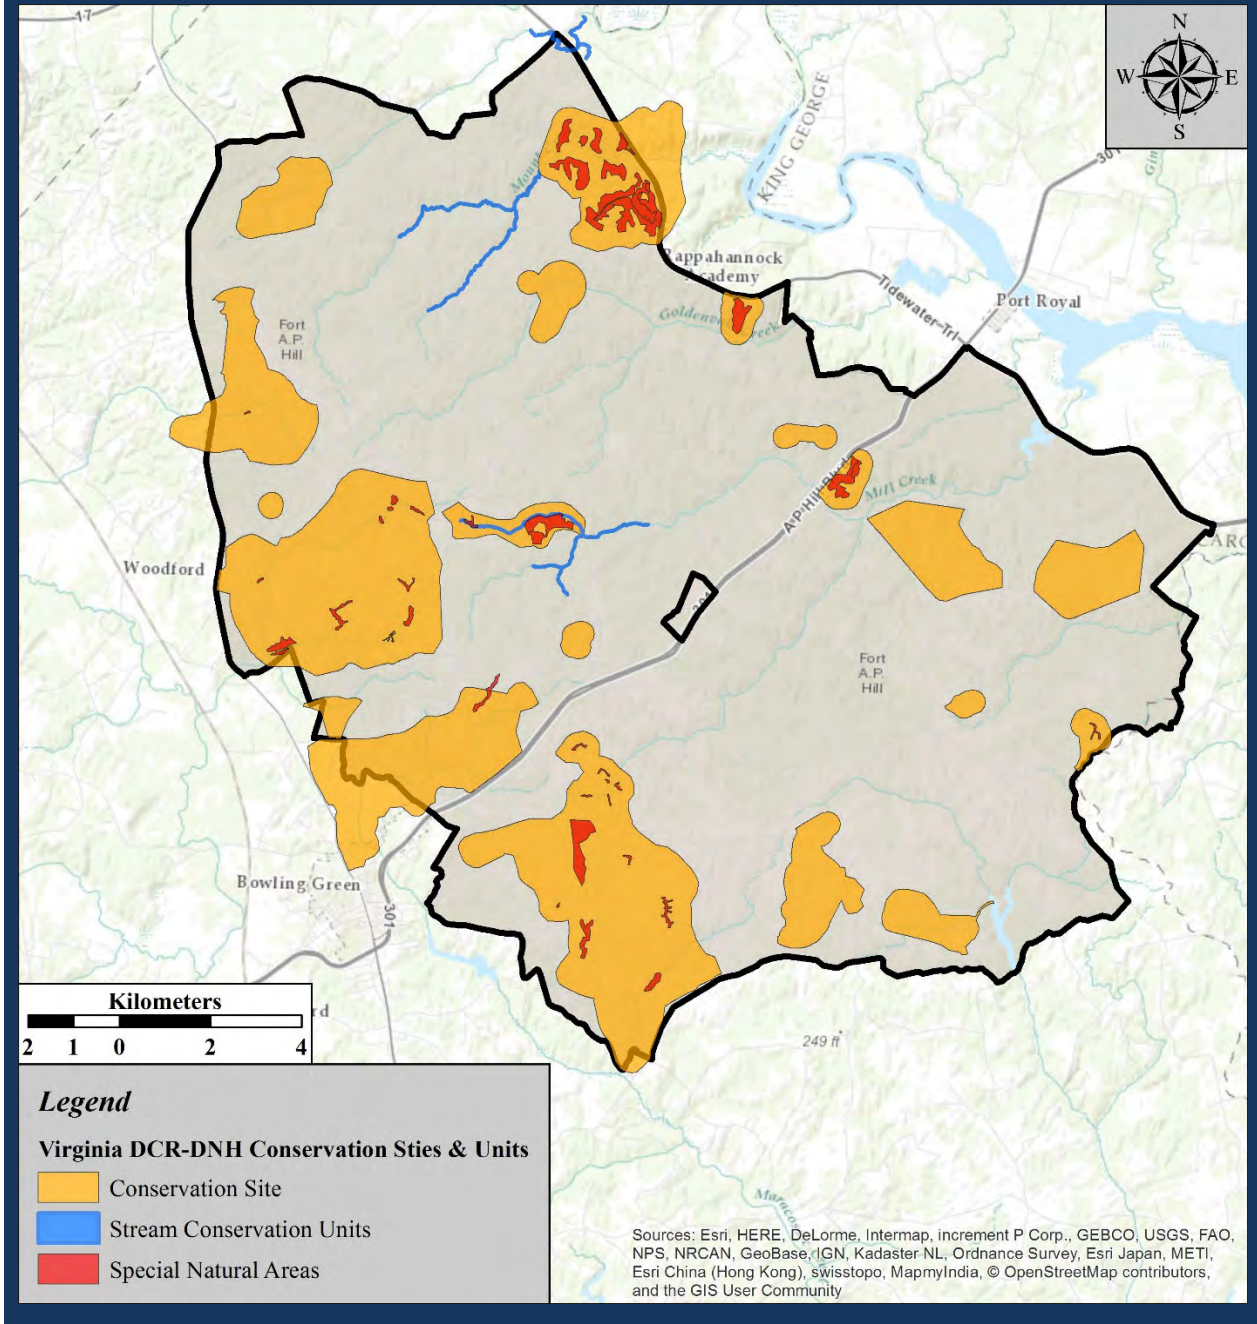 17
N
W E
S
KING GEORGE
301
Rappahannock
Academy
Tidewater Trl
Port Royal
Fort
A.P.
Hill
Mill Creek
Woodford
Fort
A.P.
Hill
Bowling Green
301
Kilometers
2 1 0 2 4
249 ft
Legend
Virginia DCR-DNH Conservation Sties & Units
Conservation Site
Stream Conservation Units
Special Natural Areas
Sources: Esri, HERE, DeLorme, Intermap, increment P Corp., GEBCO, USGS, FAO,
NPS, NRCAN, GeoBase, IGN, Kadaster NL, Ordnance Survey, Esri Japan, METI,
Esri China (Hong Kong), swisstopo, MapmyIndia, © OpenStreetMap contributors,
and the GIS User Community